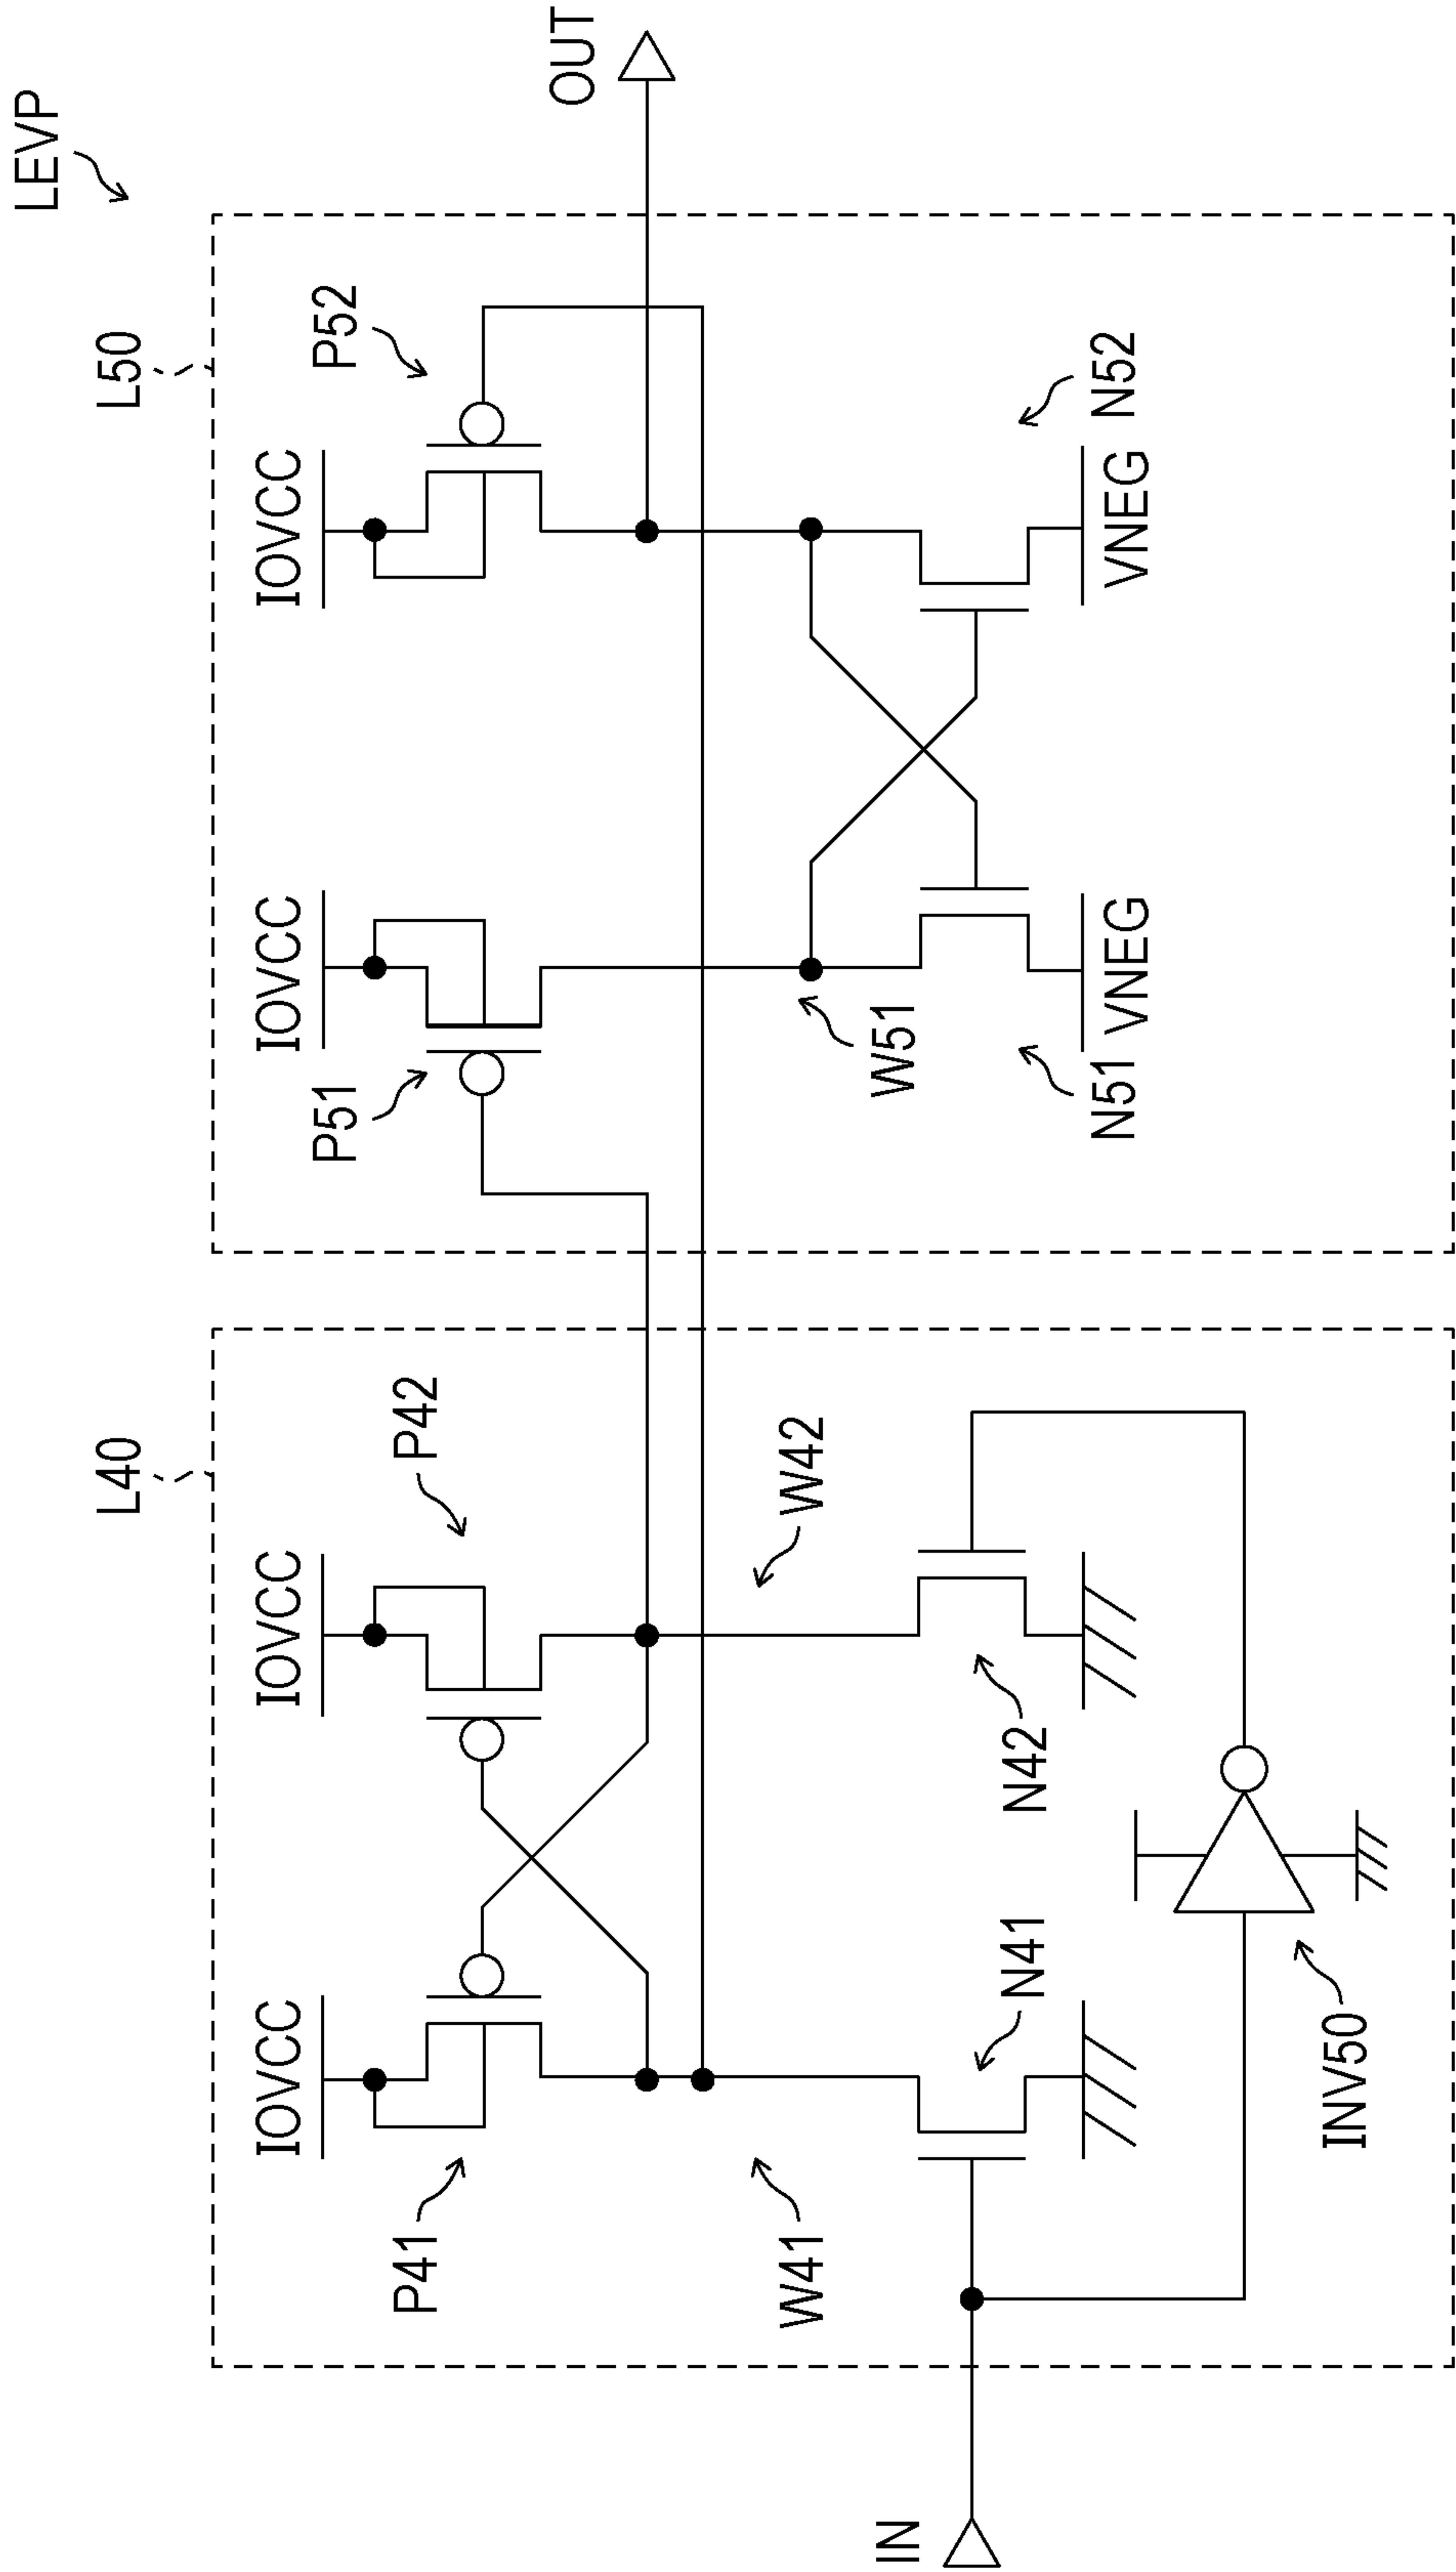 LEVP
L40
L50
IOVCC
IOVCC
IOVCC
IOVCC
P41
P42
P51
P52
OUT
W41
W42
W51
IN
N41
N42
N51
N52
VNEG
VNEG
INV50